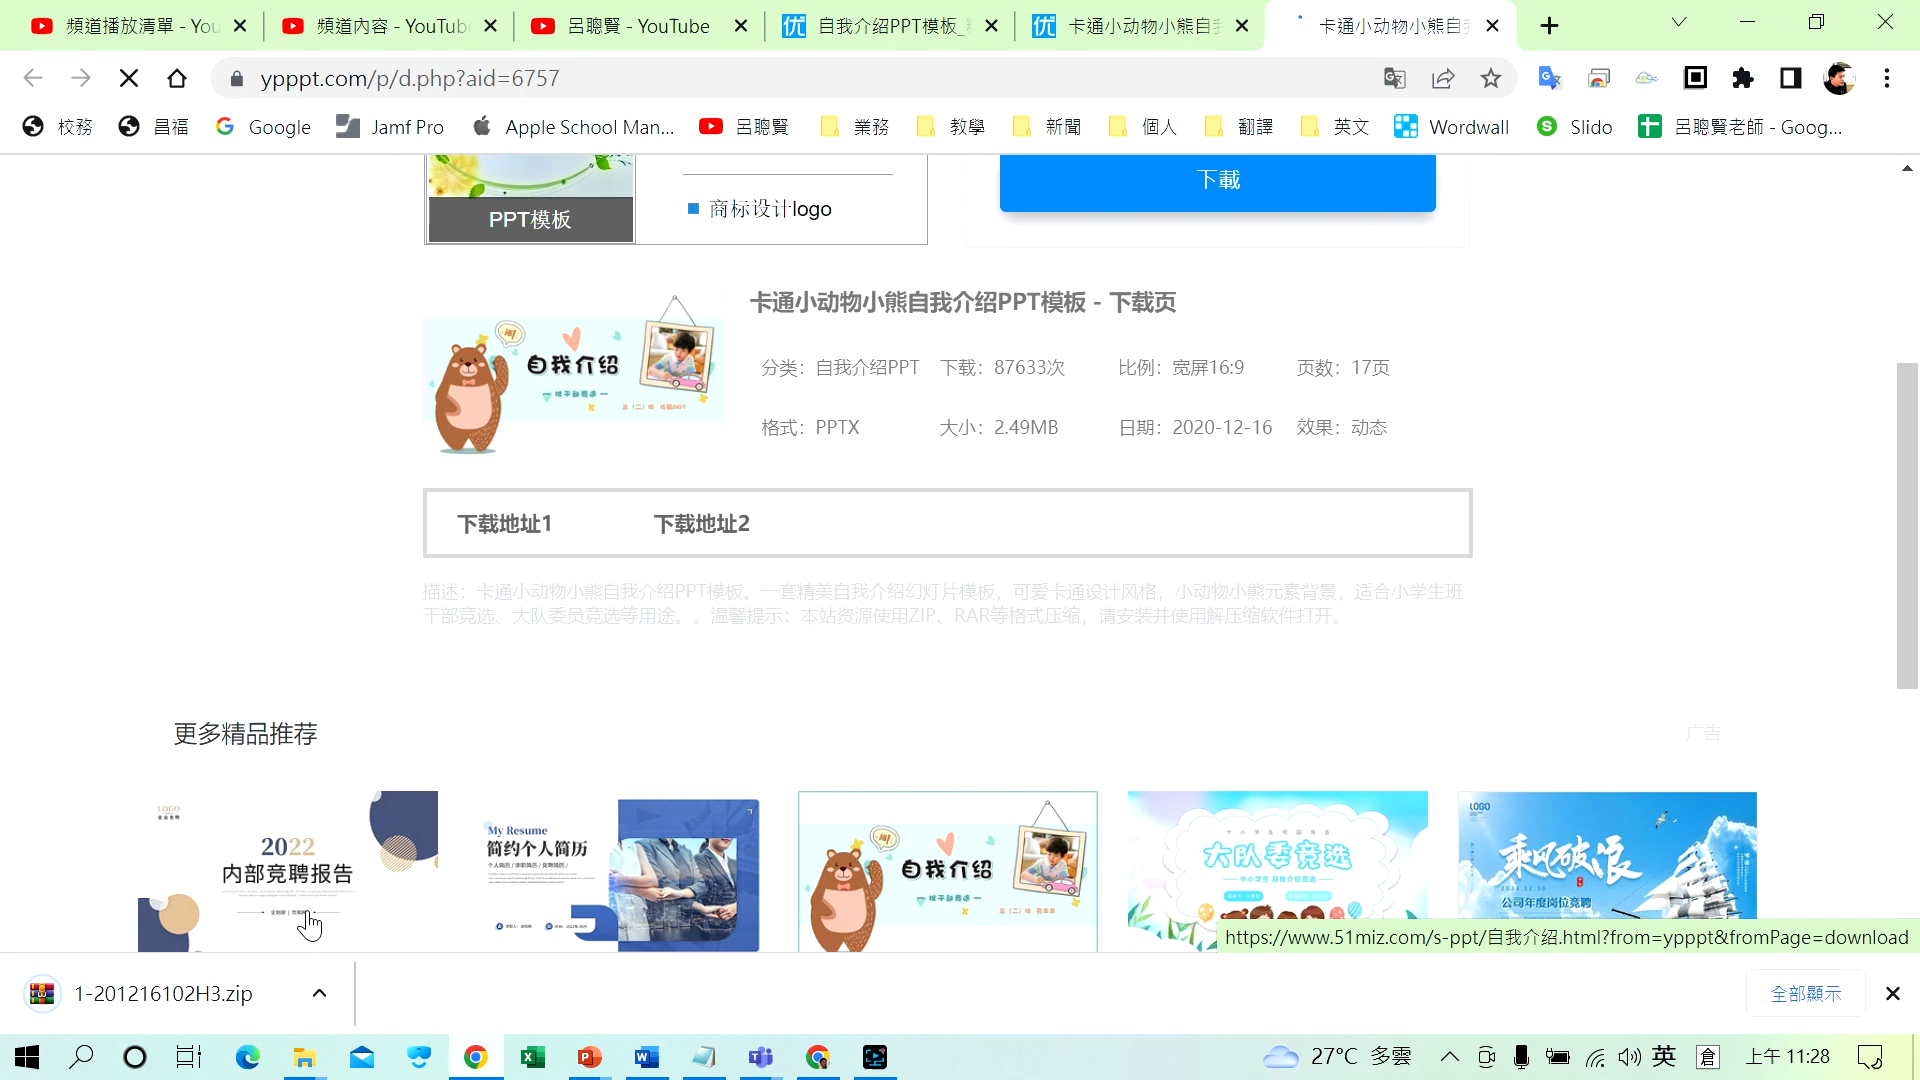 頻道播放清單 - You
頻道內容 - YouTube
呂聰賢 - YouTube
自我介绍PPT模板_
卡通小动物小熊自我
卡通小动物小熊自我
ypppt.com/p/d.php?aid=6757
校務
昌福
Google
Jamf Pro
Apple School Man...
呂聰賢
業務
教學
新聞
個人
翻譯
英文
Wordwall
Slido
呂聰賢老師 - Goog...
PPT模板
商标设计logo
下載
卡通小动物小熊自我介绍PPT模板 - 下载页
自我介绍
分类：自我介绍PPT
下载：87633次
比例：宽屏16:9
页数：17页
格式：PPTX
大小：2.49MB
日期：2020-12-16
效果：动态
下载地址1
下载地址2
描述：卡通小动物小熊自我介绍PPT模板。一套精美自我介绍幻灯片模板，可爱卡通设计风格，小动物小熊元素背景，适合小学生班
干部竞选、大队委员竞选等用途。。温馨提示：本站资源使用ZIP、RAR等格式压缩，请安装并使用解压缩软件打开。
更多精品推荐
广告
LOGO
2022
内部竞聘报告
My Resume
简约个人简历
自我介绍
大队委竞选
LOGO
乘风破浪
公司年度岗位竞聘
https://www.51miz.com/s-ppt/自我介绍.html?from=ypppt&fromPage=download
1-201216102H3.zip
全部顯示
27°C 多雲
英
倉
上午 11:28